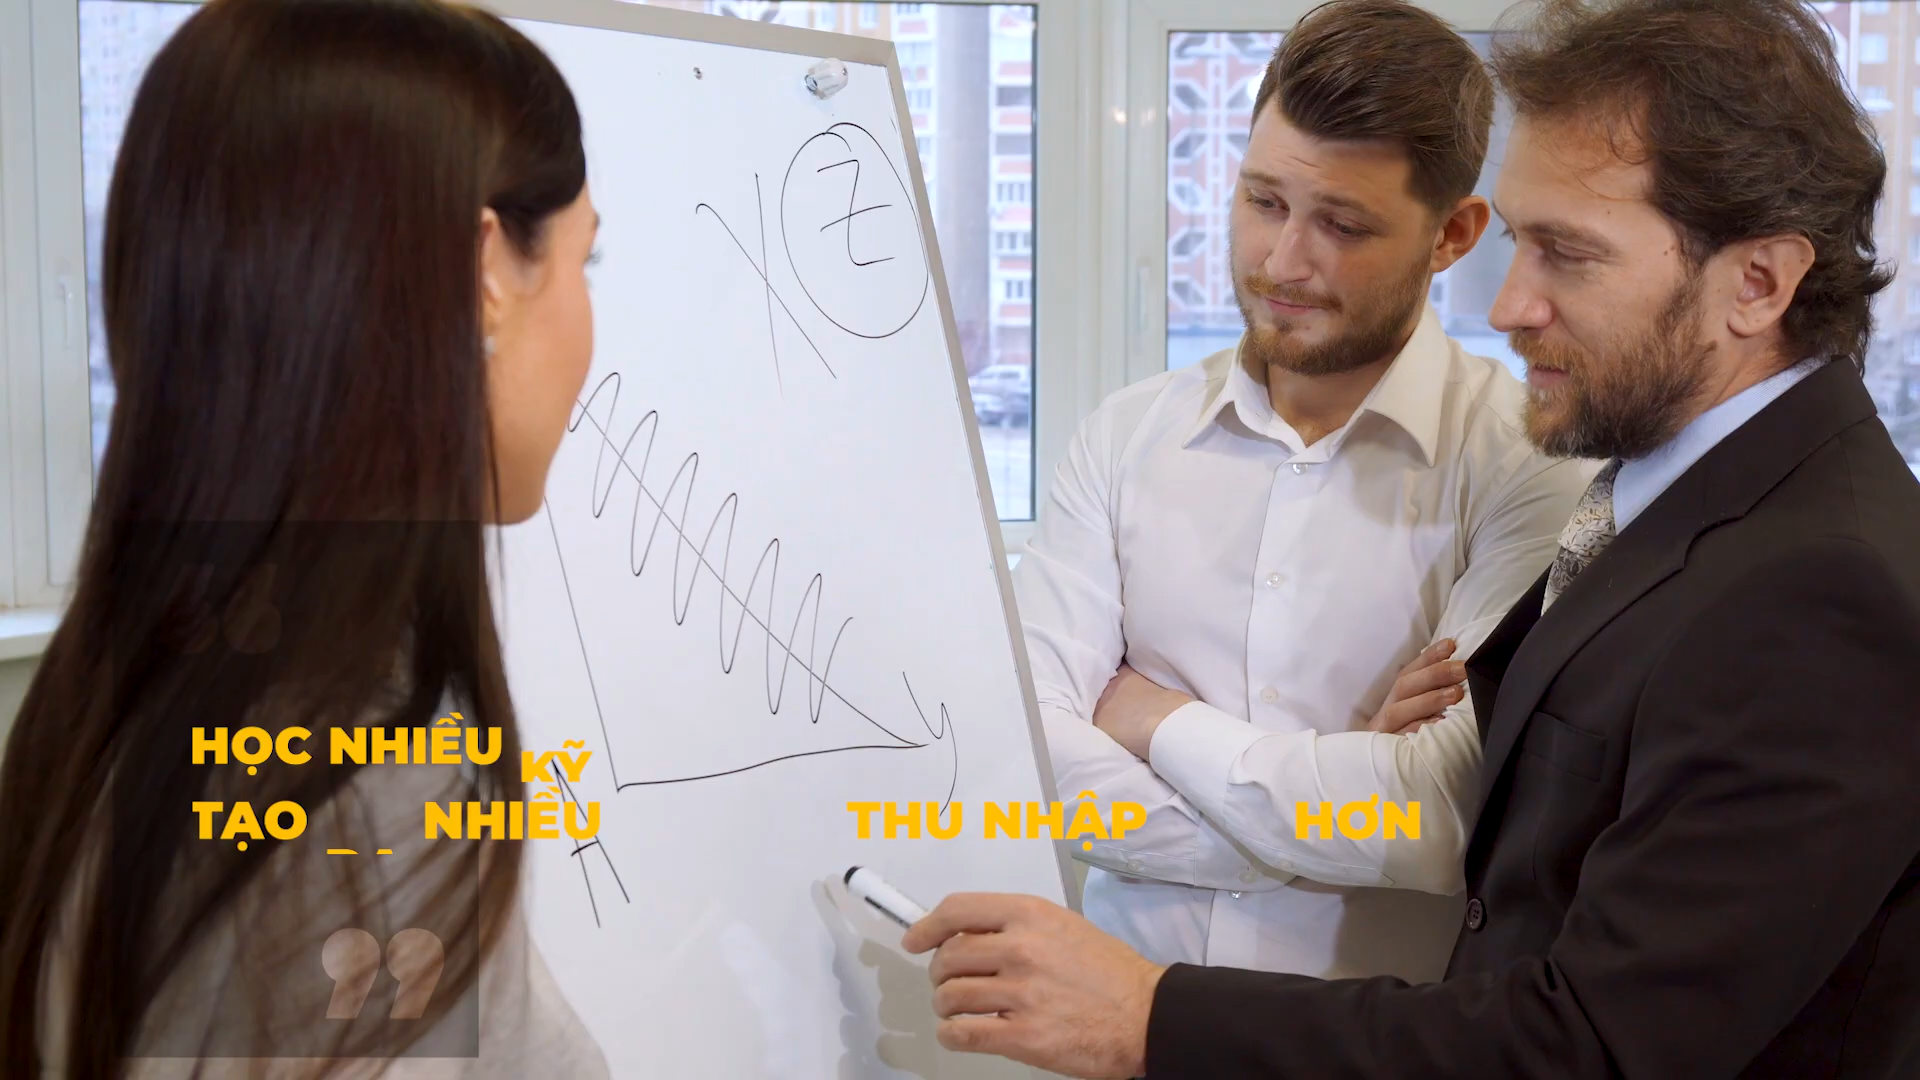 X Z
y
HỌC NHIỀU KỸ
TẠO NHIỀU THU NHẬP HƠN